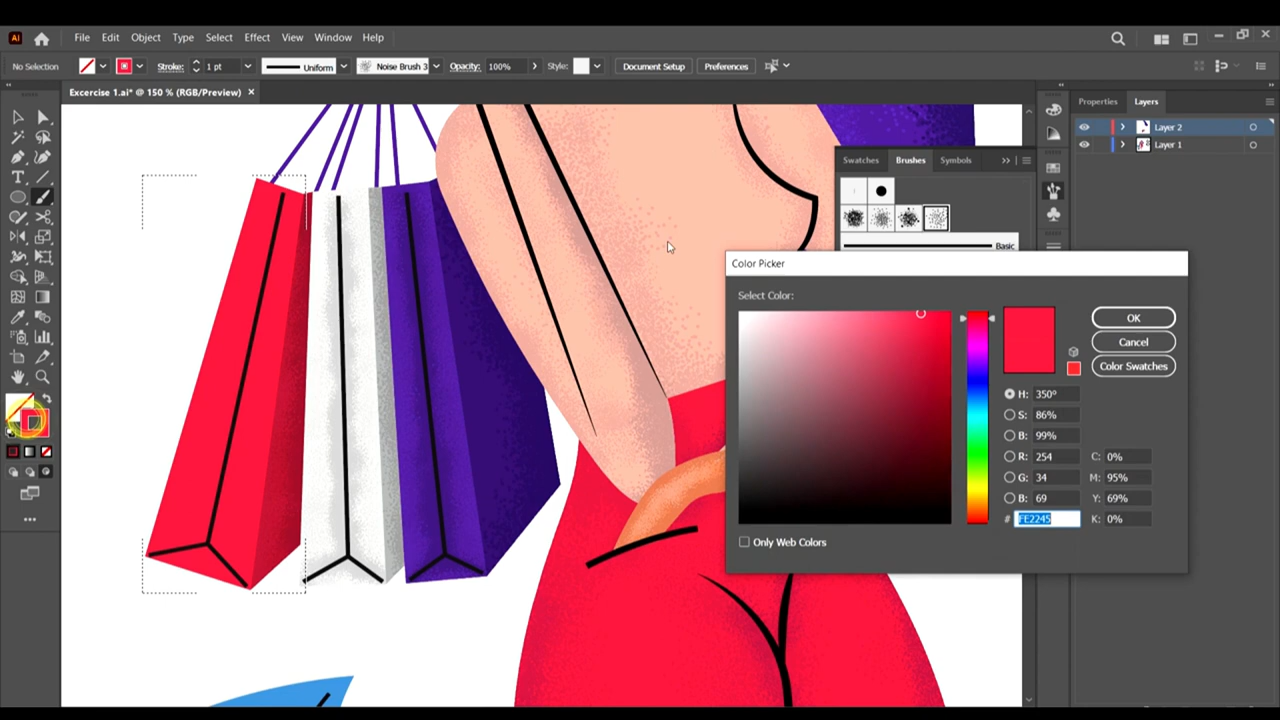 Ai File Edit Object Type Select Effect View Window Help
No Selection Stroke: 1 pt Uniform Noise Brush 3 Opacity: 100% Style: Document Setup Preferences
Excercise 1.ai* @ 150 % (RGB/Preview) ×
Properties Layers
Layer 2
Layer 1
Swatches Brushes Symbols
Basic
Color Picker
Select Color:
OK
Cancel
Color Swatches
H: 350°
S: 86%
B: 99%
R: 254 C: 0%
G: 34 M: 95%
B: 69 Y: 69%
# FE2245 K: 0%
Only Web Colors